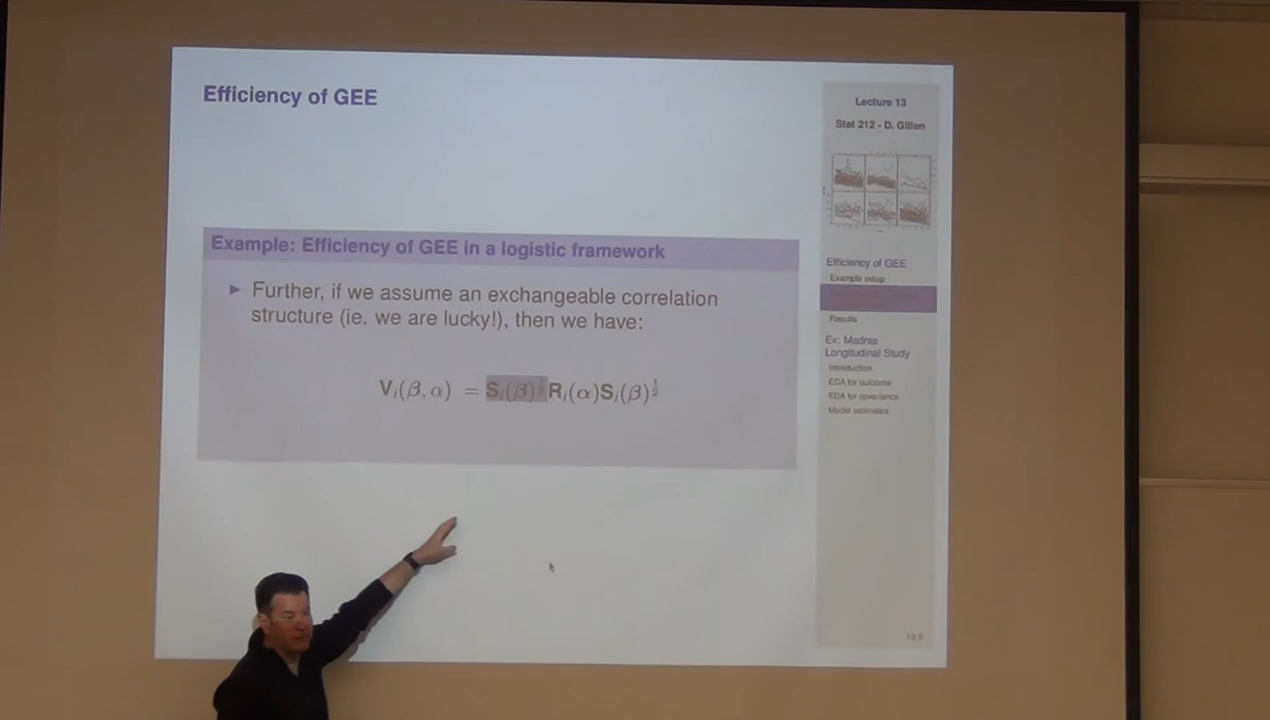 Efficiency of GEE
Example: Efficiency of GEE in a logistic framework
► Further, if we assume an exchangeable correlation
structure (ie. we are lucky!), then we have:
Vᵢ(β, α) = Sᵢ(β)^½ Rᵢ(α)Sᵢ(β)^½
Lecture 13
Stat 212 - D. Gillen
Efficiency of GEE
Example setup
Results
Ex: Madras
Longitudinal Study
Introduction
EDA for outcome
EDA for covariance
Model estimates